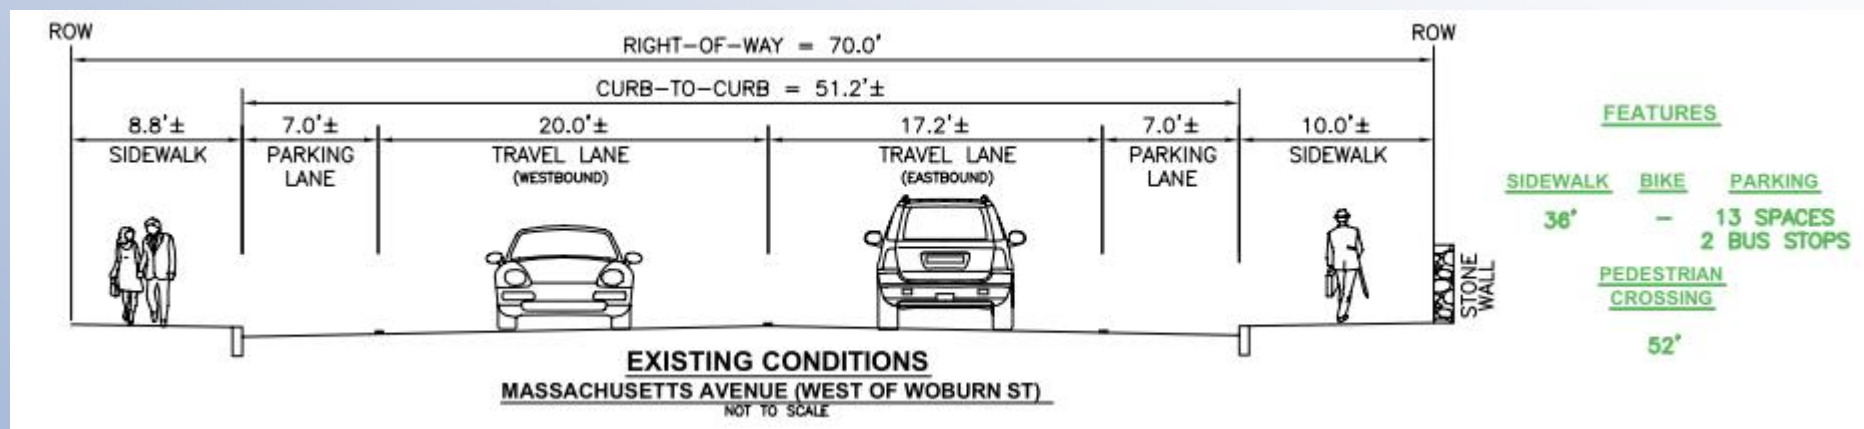 ROW
ROW
RIGHT-OF-WAY = 70.0'
CURB-TO-CURB = 51.2'±
8.8'±
7.0'±
20.0'±
17.2'±
7.0'±
10.0'±
SIDEWALK
PARKING
LANE
TRAVEL LANE
(WESTBOUND)
TRAVEL LANE
(EASTBOUND)
PARKING
LANE
SIDEWALK
STONE
WALL
FEATURES
SIDEWALK
BIKE
PARKING
36'
-
13 SPACES
2 BUS STOPS
PEDESTRIAN
CROSSING
52'
EXISTING CONDITIONS
MASSACHUSETTS AVENUE (WEST OF WOBURN ST)
NOT TO SCALE